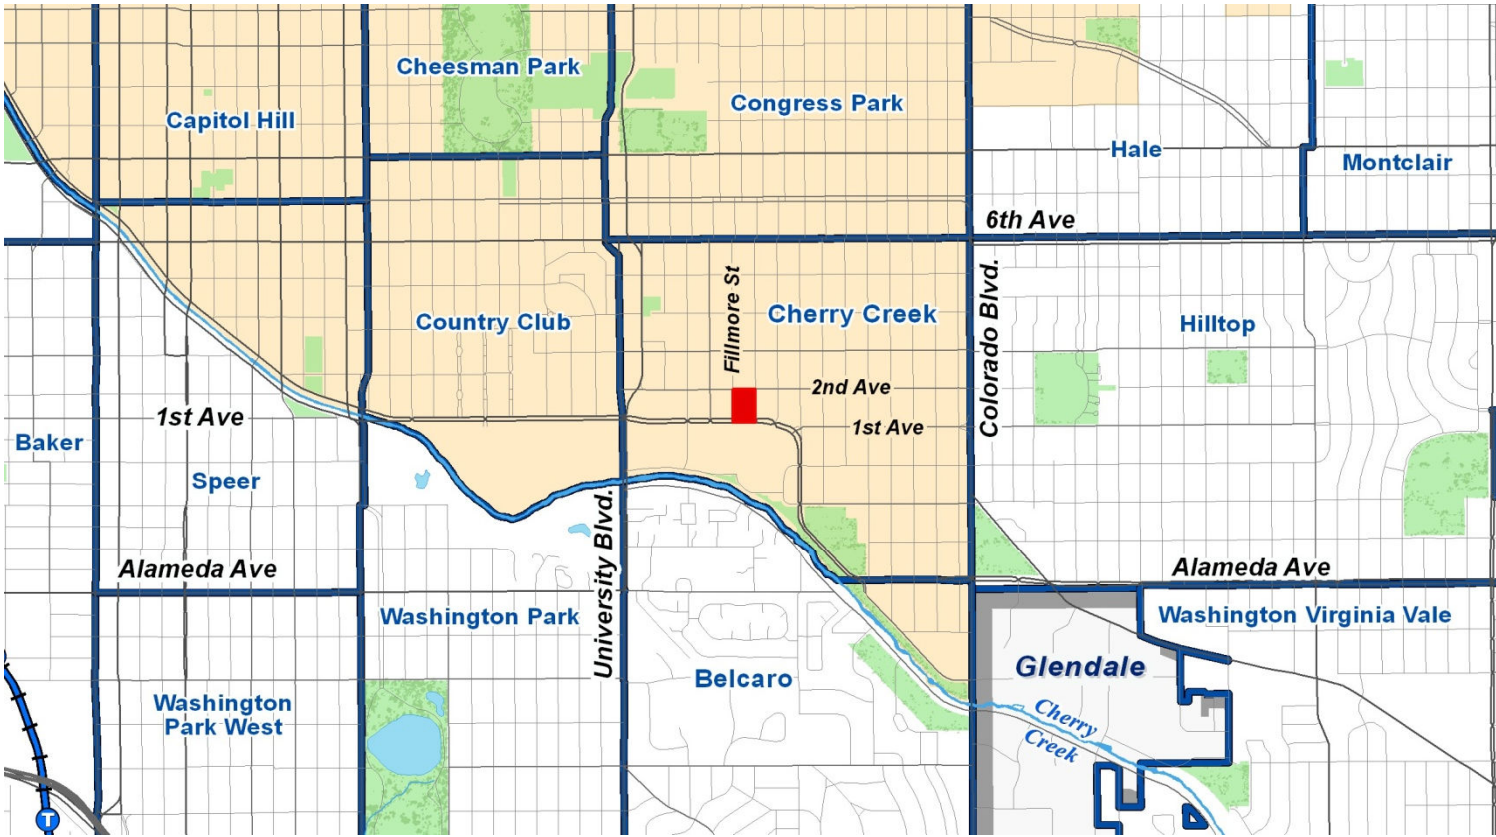 Cheesman Park
Congress Park
Capitol Hill
Hale
Montclair
6th Ave
Fillmore St
Colorado Blvd.
Cherry Creek
Country Club
Hilltop
2nd Ave
1st Ave
1st Ave
Baker
Speer
University Blvd.
Alameda Ave
Alameda Ave
Washington Park
Washington Virginia Vale
Belcaro
Glendale
Washington
Park West
Cherry
Creek
T